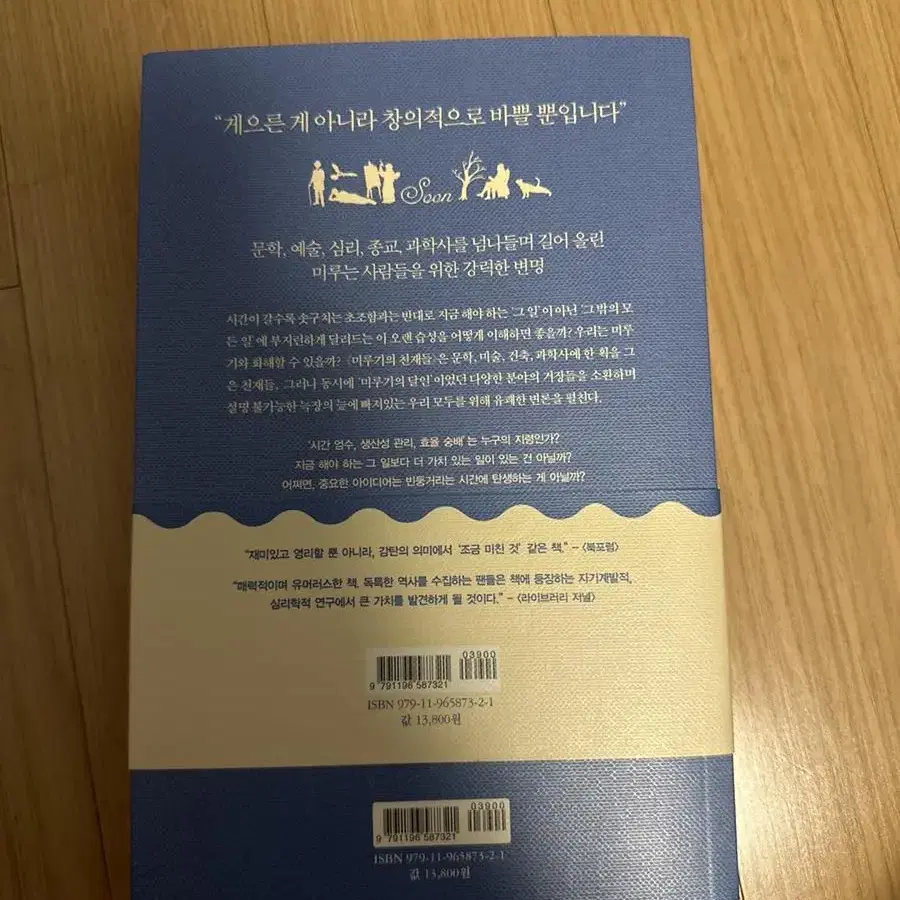 “게으른 게 아니라 창의적으로 바쁠 뿐입니다”
Soon
문학, 예술, 심리, 종교, 과학사를 넘나들며 길어 올린
미루는 사람들을 위한 강력한 변명
시간이 갈수록 솟구치는 초조함과는 반대로 지금 해야 하는 ‘그 일’이 아닌 ‘그 밖의 모
든 일’에 부지런하게 달려드는 이 오랜 습성을 어떻게 이해하면 좋을까? 우리는 미루
기와 화해할 수 있을까? 《미루기의 천재들》은 문학, 미술, 건축, 과학사에 한 획을 그
은 천재들, 그러나 동시에 ‘미루기의 달인’이었던 다양한 분야의 거장들을 소환하며
설명 불가능한 늑장의 늪에 빠져있는 우리 모두를 위해 유쾌한 변론을 펼친다.
‘시간 엄수, 생산성 관리, 효율 숭배’는 누구의 지령인가?
지금 해야 하는 그 일보다 더 가치 있는 일이 있는 건 아닐까?
어쩌면, 중요한 아이디어는 빈둥거리는 시간에 탄생하는 게 아닐까?
“재미있고 영리할 뿐 아니라, 감탄의 의미에서 ‘조금 미친 것’ 같은 책.” – 〈북포럼〉
“매력적이며 유머러스한 책. 독특한 역사를 수집하는 팬들은 책에 등장하는 자기계발적,
심리학적 연구에서 큰 가치를 발견하게 될 것이다.” – 〈라이브러리 저널〉
03900
9 791196 587321
ISBN 979-11-965873-2-1
값 13,800원
03900
9 791196 587321
ISBN 979-11-965873-2-1
값 13,800원